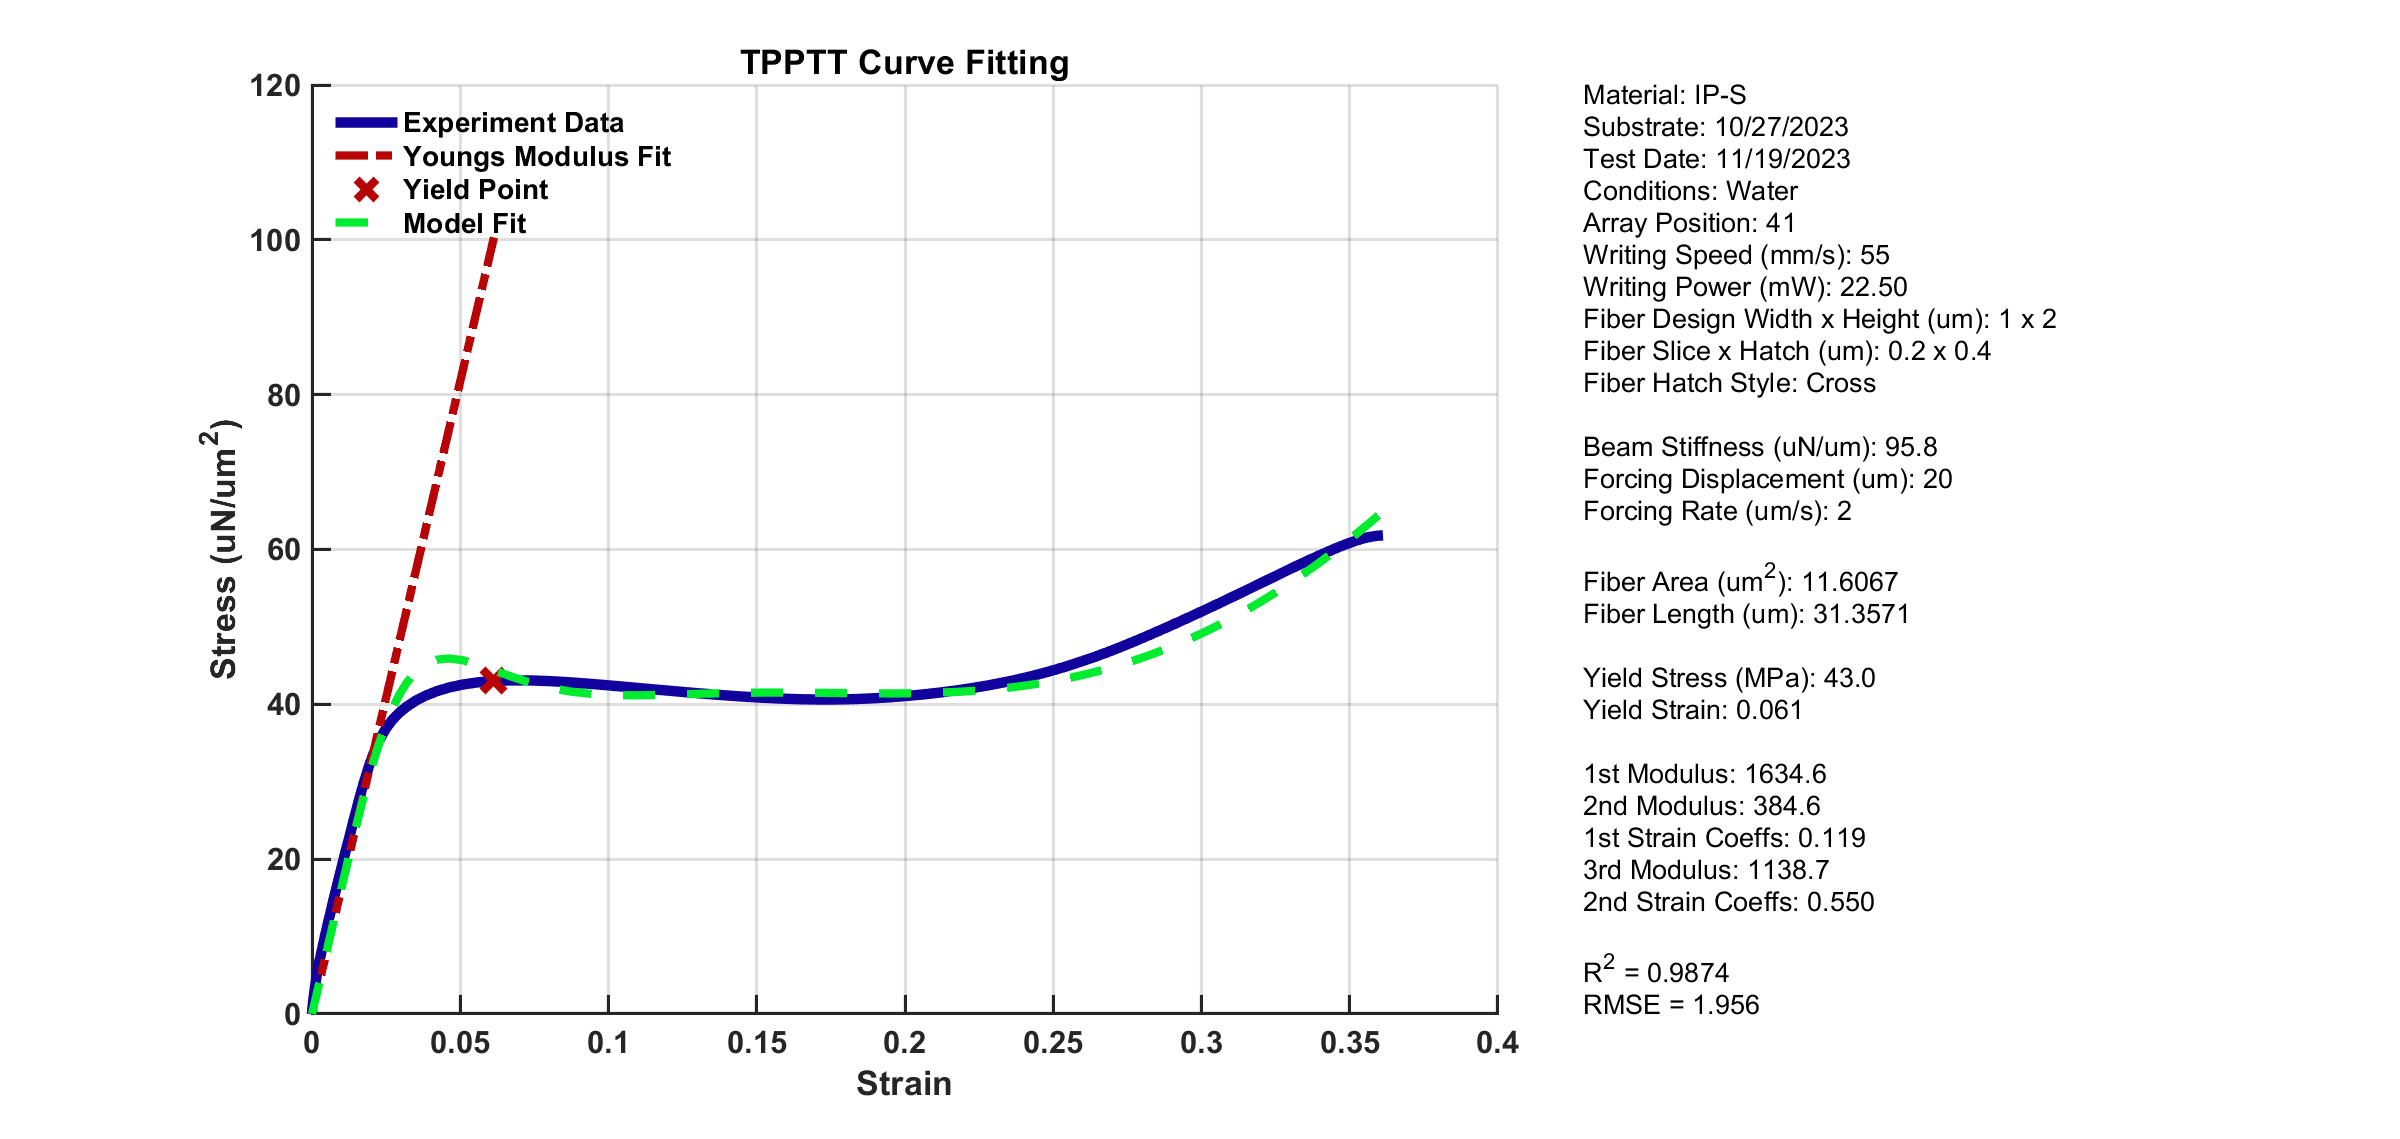 TPPTT Curve Fitting
120
100
80
60
40
20
0
Stress (uN/um²)
Experiment Data
Youngs Modulus Fit
Yield Point
Model Fit
0 0.05 0.1 0.15 0.2 0.25 0.3 0.35 0.4
Strain
Material: IP-S
Substrate: 10/27/2023
Test Date: 11/19/2023
Conditions: Water
Array Position: 41
Writing Speed (mm/s): 55
Writing Power (mW): 22.50
Fiber Design Width x Height (um): 1 x 2
Fiber Slice x Hatch (um): 0.2 x 0.4
Fiber Hatch Style: Cross
Beam Stiffness (uN/um): 95.8
Forcing Displacement (um): 20
Forcing Rate (um/s): 2
Fiber Area (um²): 11.6067
Fiber Length (um): 31.3571
Yield Stress (MPa): 43.0
Yield Strain: 0.061
1st Modulus: 1634.6
2nd Modulus: 384.6
1st Strain Coeffs: 0.119
3rd Modulus: 1138.7
2nd Strain Coeffs: 0.550
R² = 0.9874
RMSE = 1.956